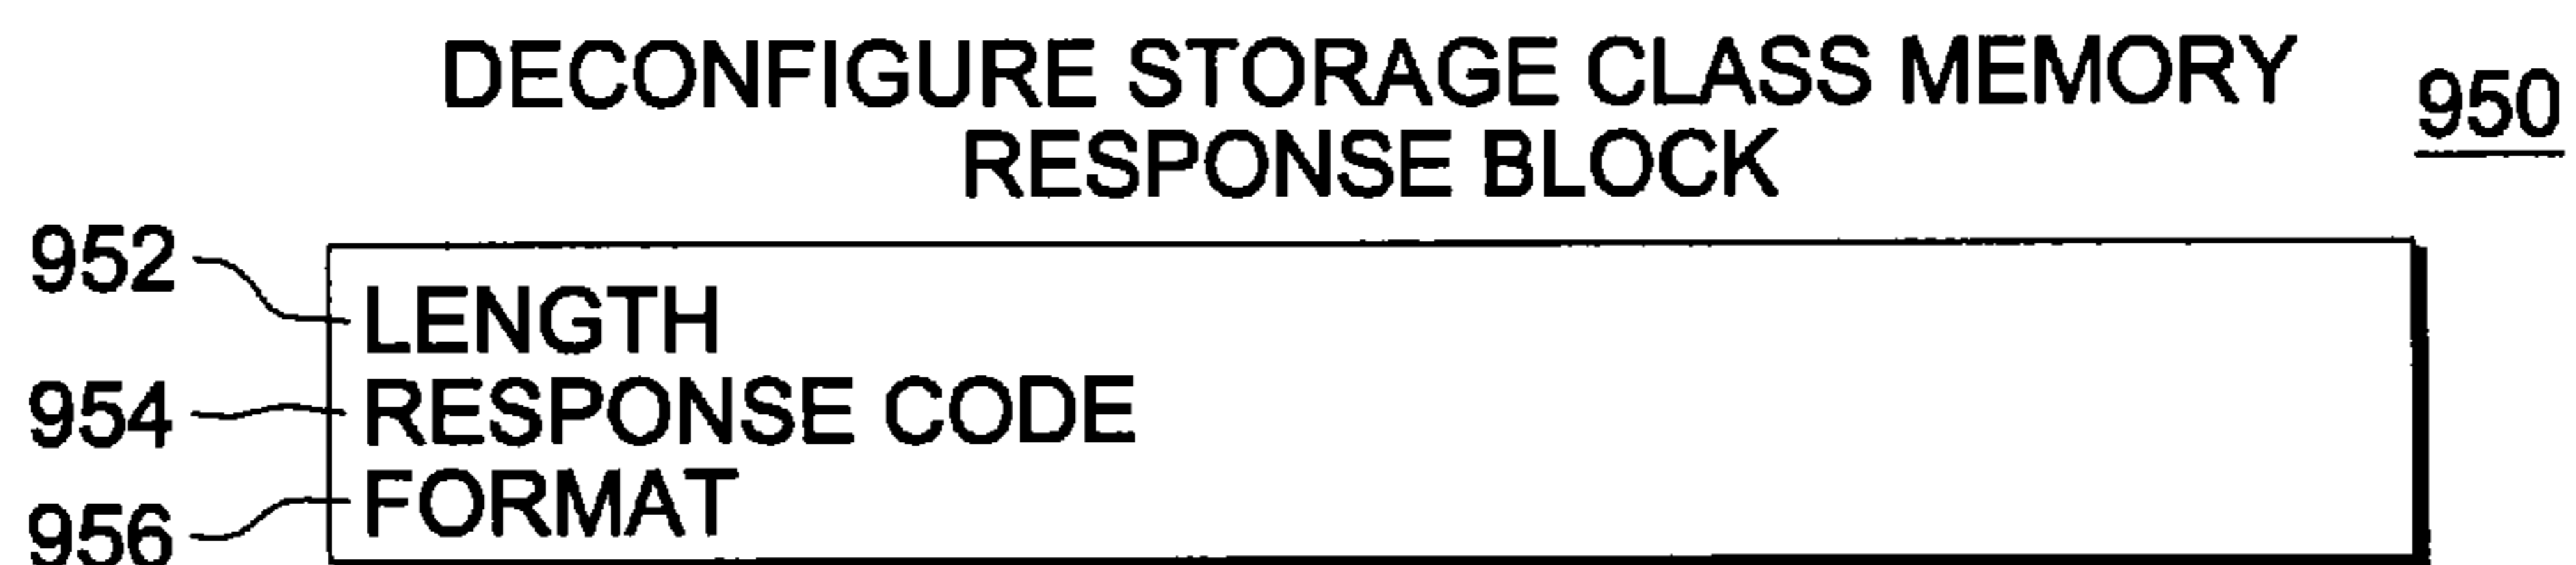 DECONFIGURE STORAGE CLASS MEMORY
RESPONSE BLOCK
950
952
LENGTH
954
RESPONSE CODE
956
FORMAT